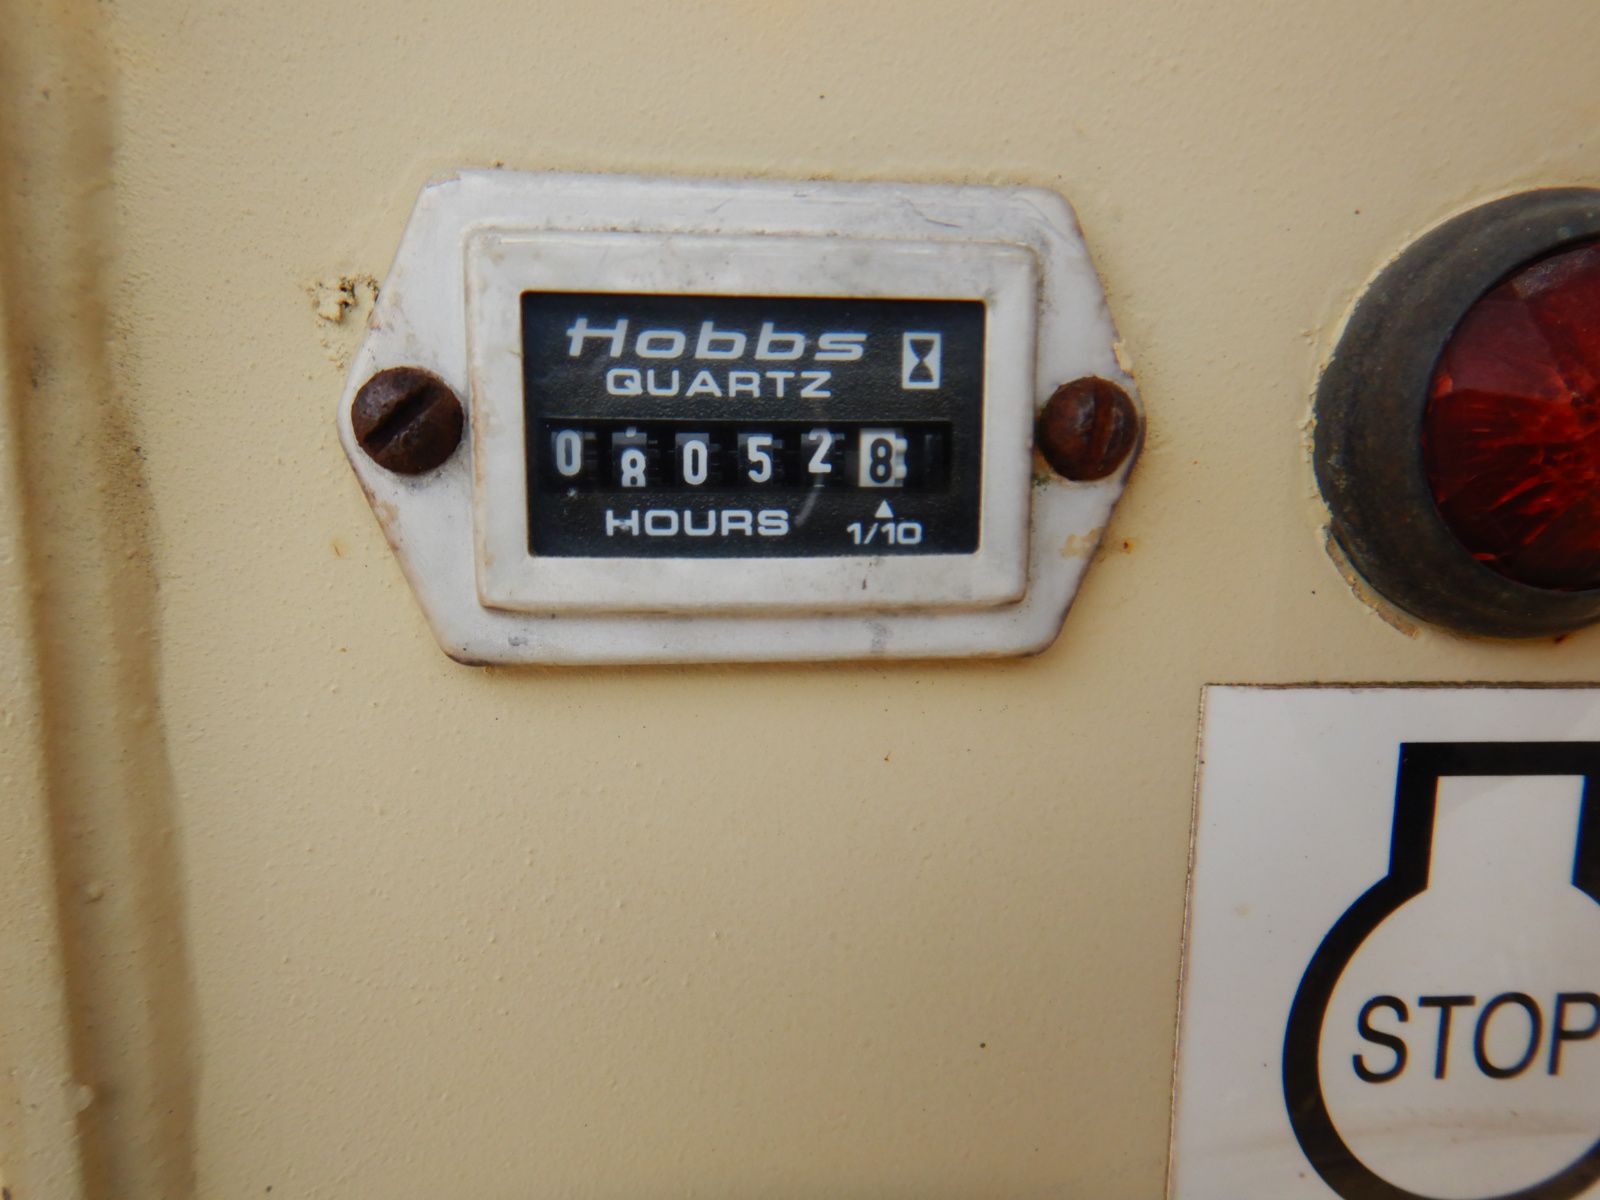 Hobbs
QUARTZ
080528
HOURS
1/10
STOP